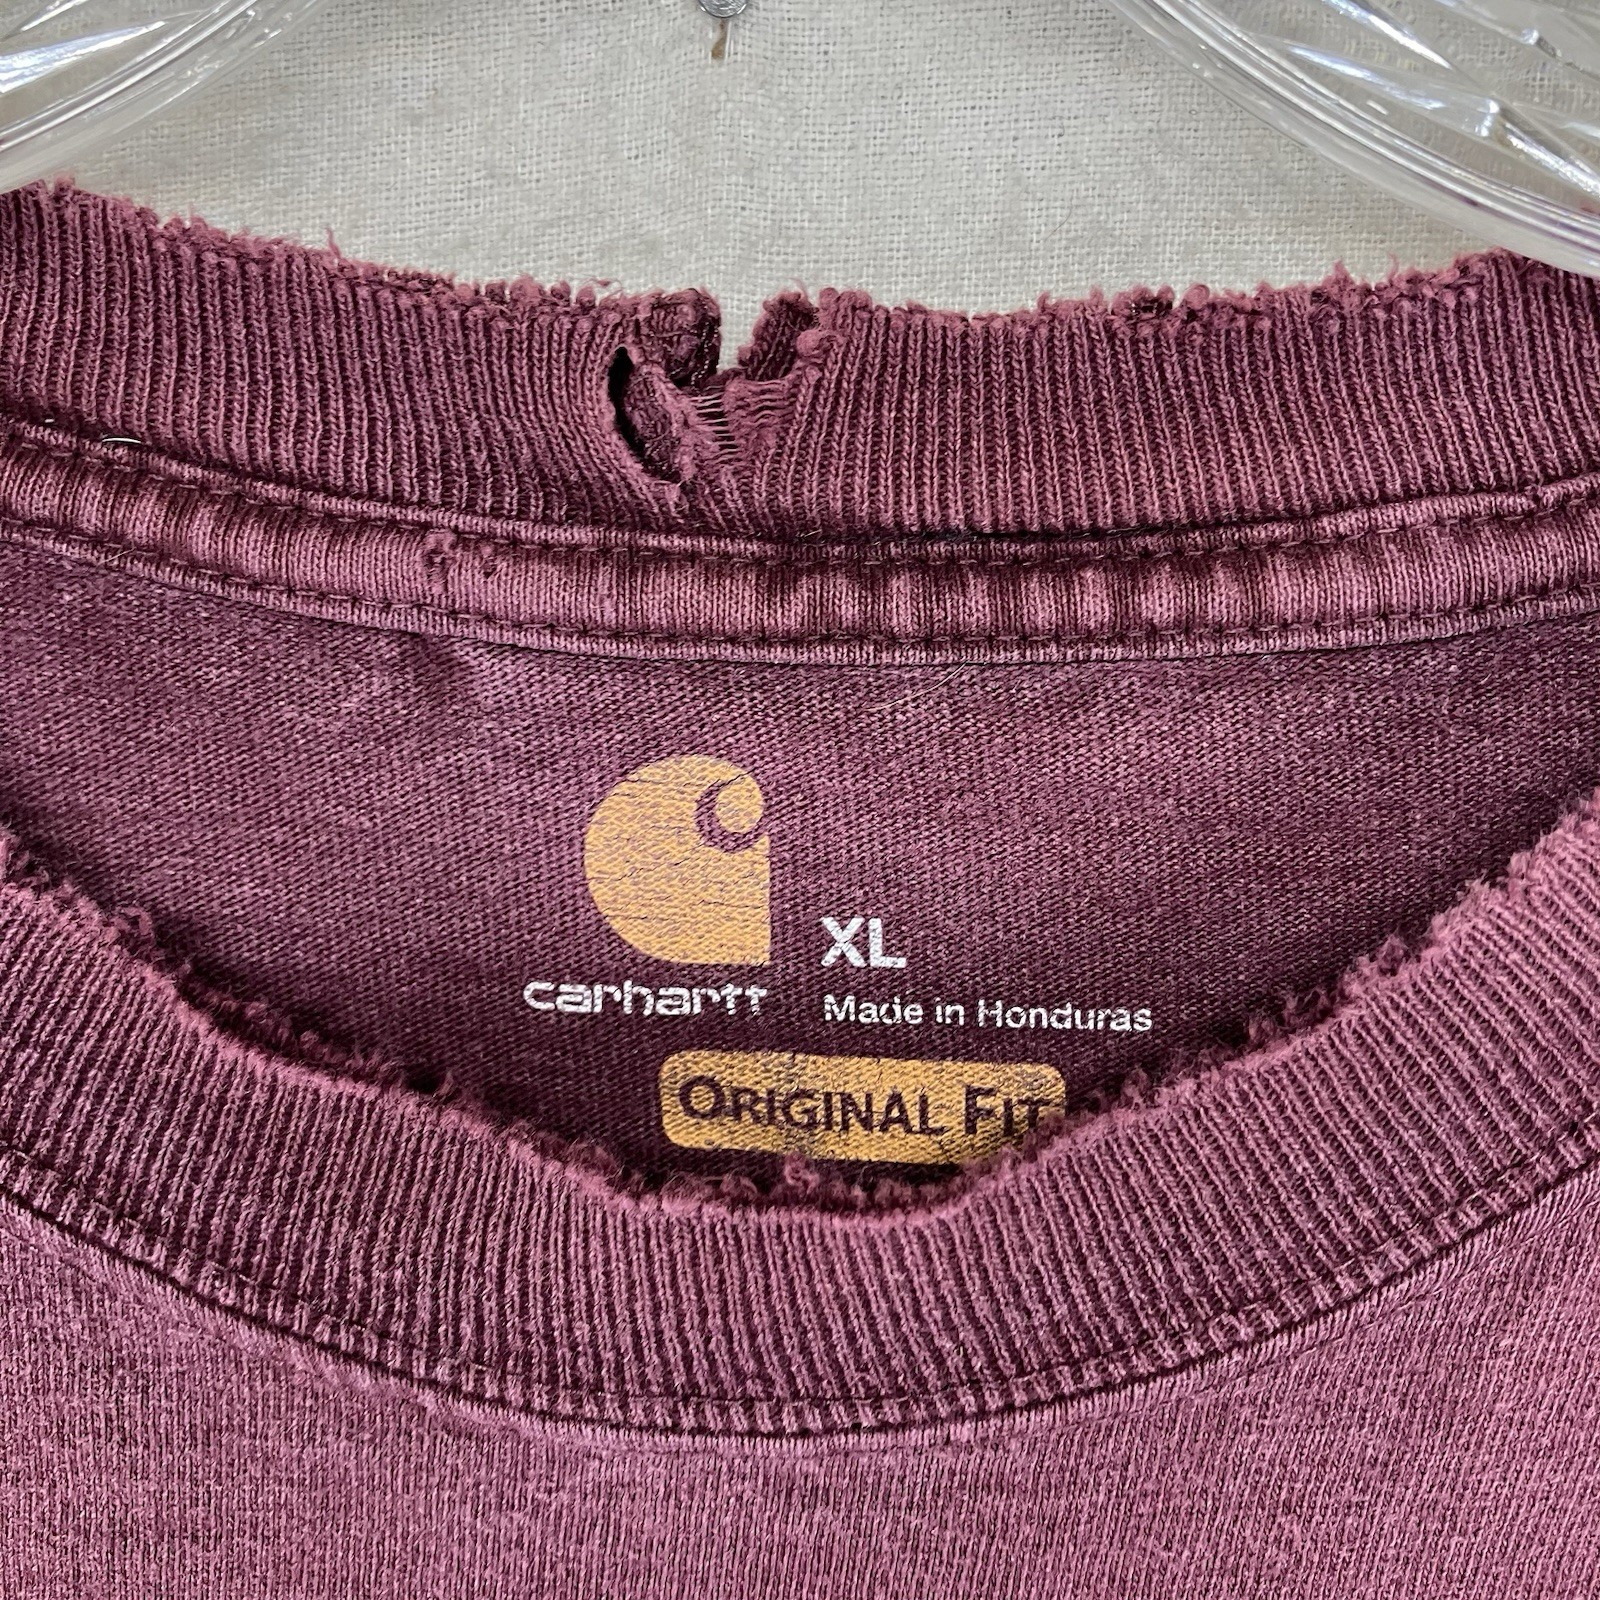 XL
carhartt
Made in Honduras
ORIGINAL FIT